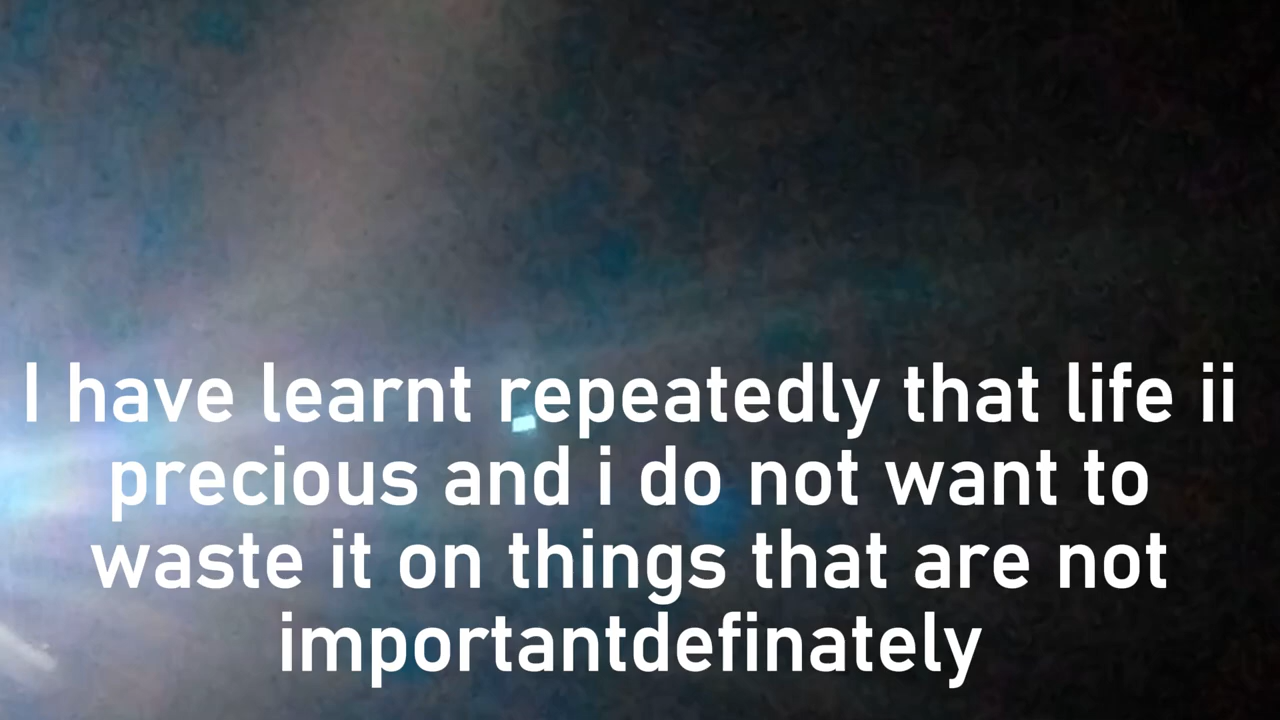 I have learnt repeatedly that life ii
precious and i do not want to
waste it on things that are not
importantdefinately